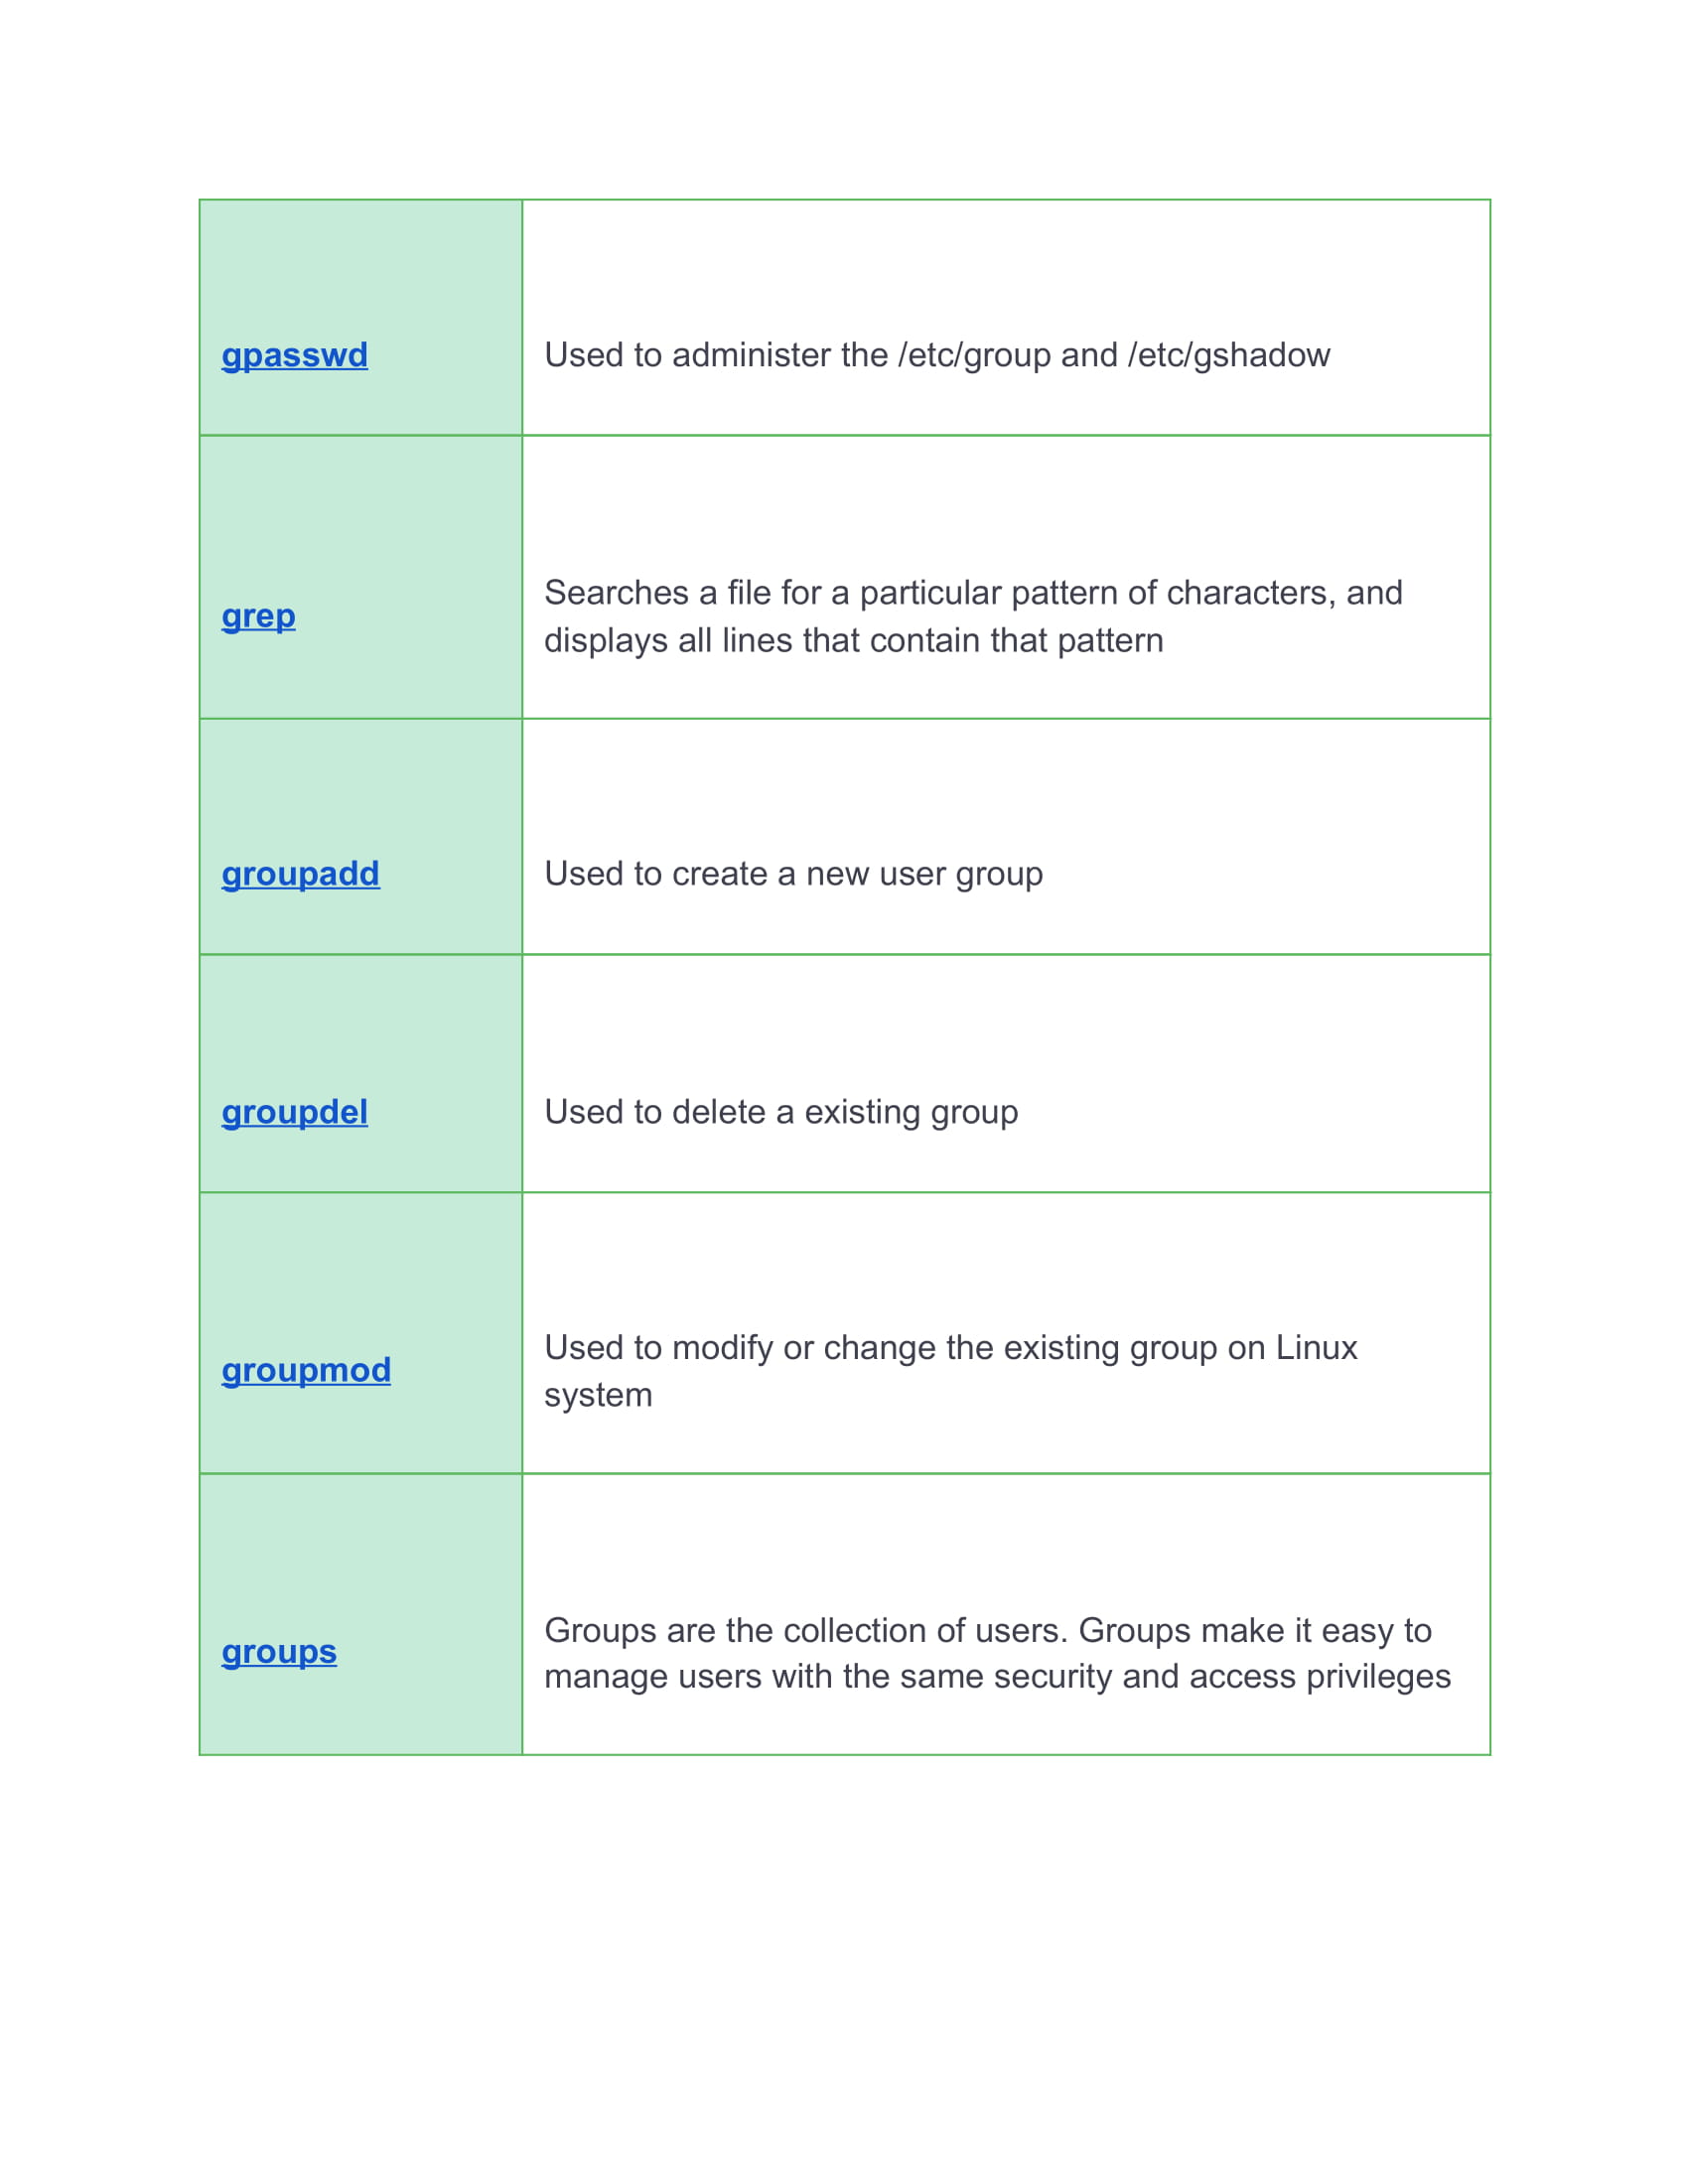 gpasswd
Used to administer the /etc/group and /etc/gshadow
grep
Searches a file for a particular pattern of characters, and
displays all lines that contain that pattern
groupadd
Used to create a new user group
groupdel
Used to delete a existing group
groupmod
Used to modify or change the existing group on Linux
system
groups
Groups are the collection of users. Groups make it easy to
manage users with the same security and access privileges